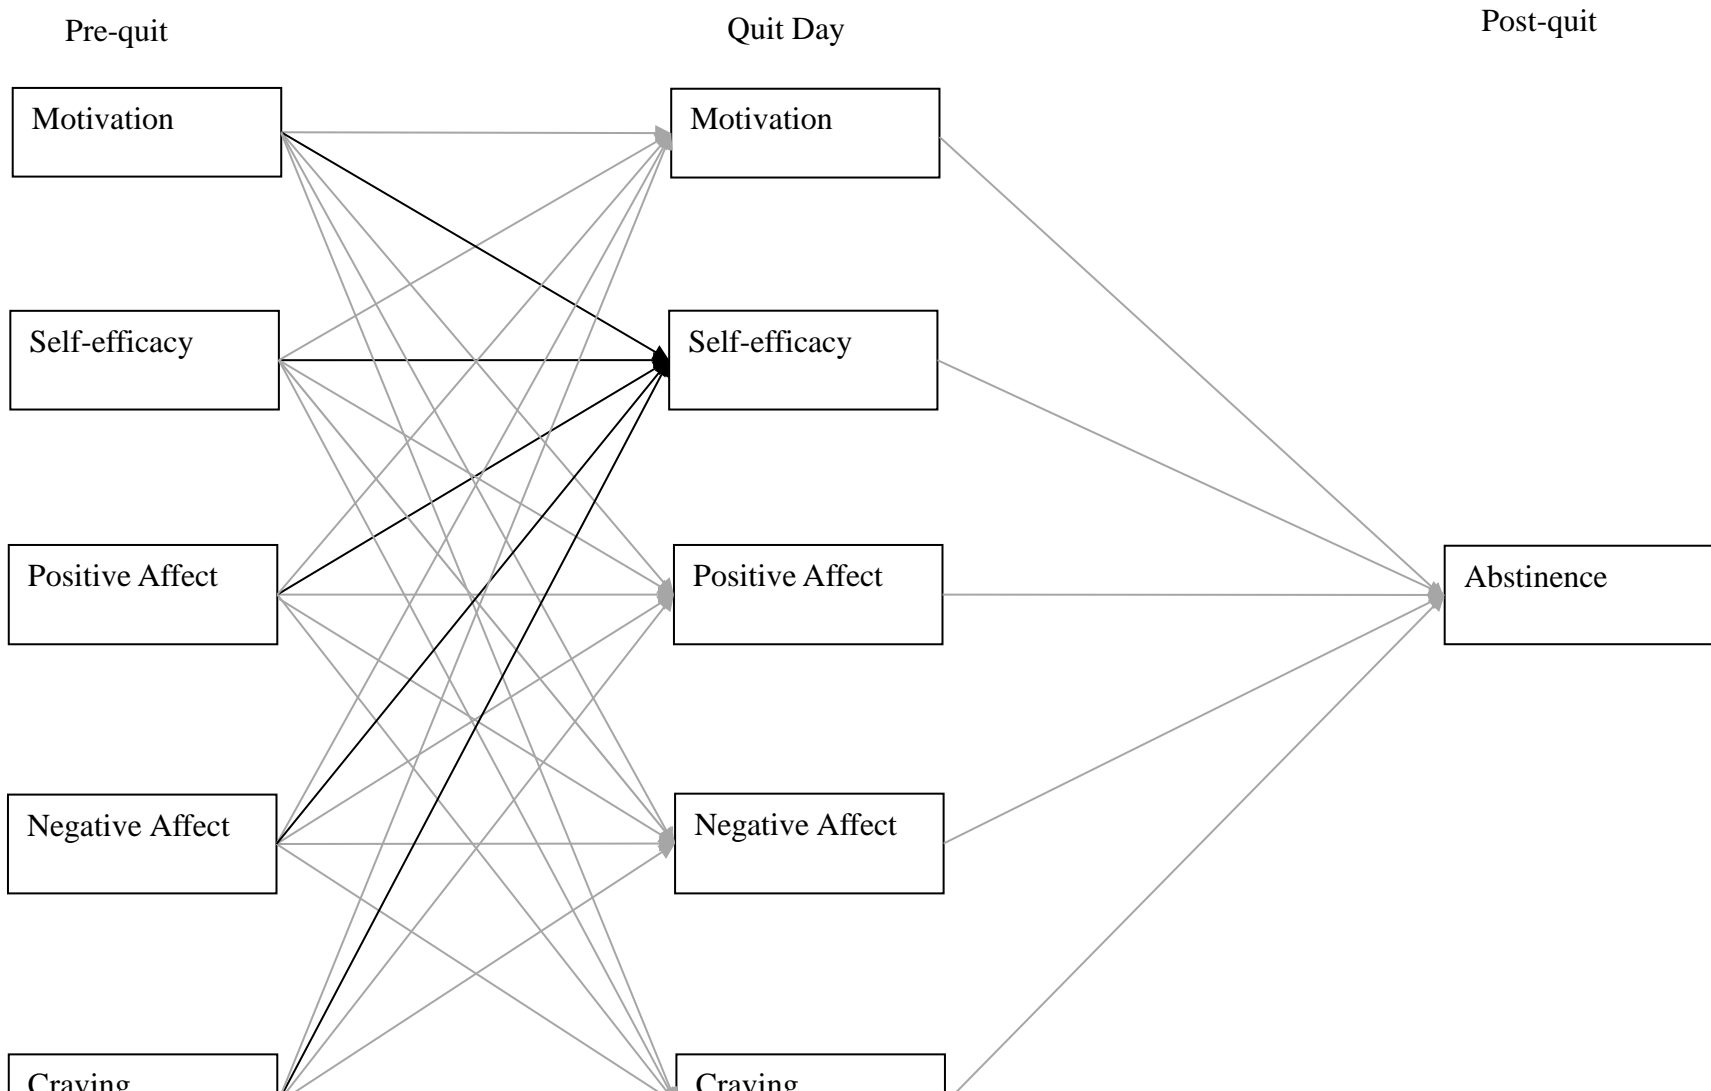 Pre-quit
Quit Day
Post-quit
Motivation
Motivation
Self-efficacy
Self-efficacy
Positive Affect
Positive Affect
Abstinence
Negative Affect
Negative Affect
Craving
Craving